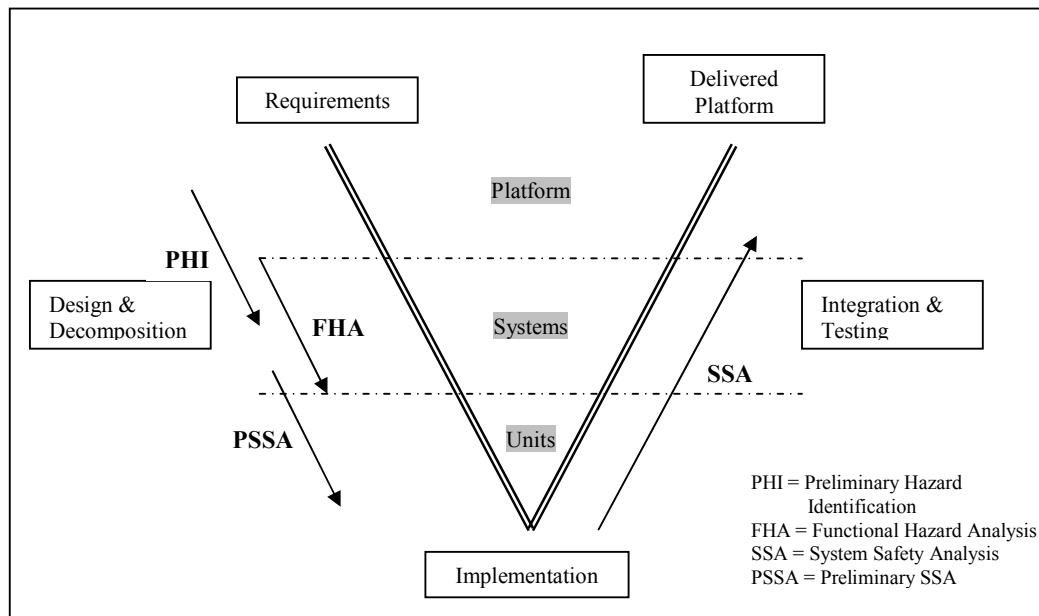 Requirements
Delivered
Platform
Platform
PHI
Design &
Decomposition
FHA
Systems
Integration &
Testing
SSA
PSSA
Units
Implementation
PHI = Preliminary Hazard
Identification
FHA = Functional Hazard Analysis
SSA = System Safety Analysis
PSSA = Preliminary SSA